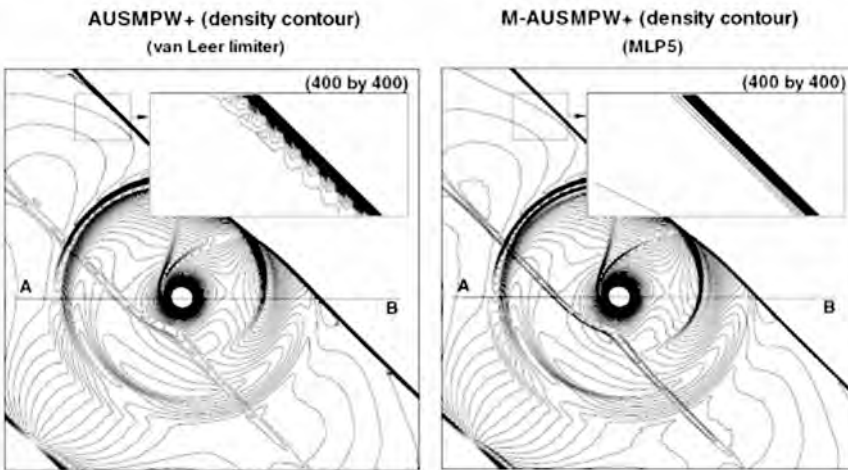 AUSMPW+ (density contour)
(van Leer limiter)
(400 by 400)
A
B
M-AUSMPW+ (density contour)
(MLP5)
(400 by 400)
A
B